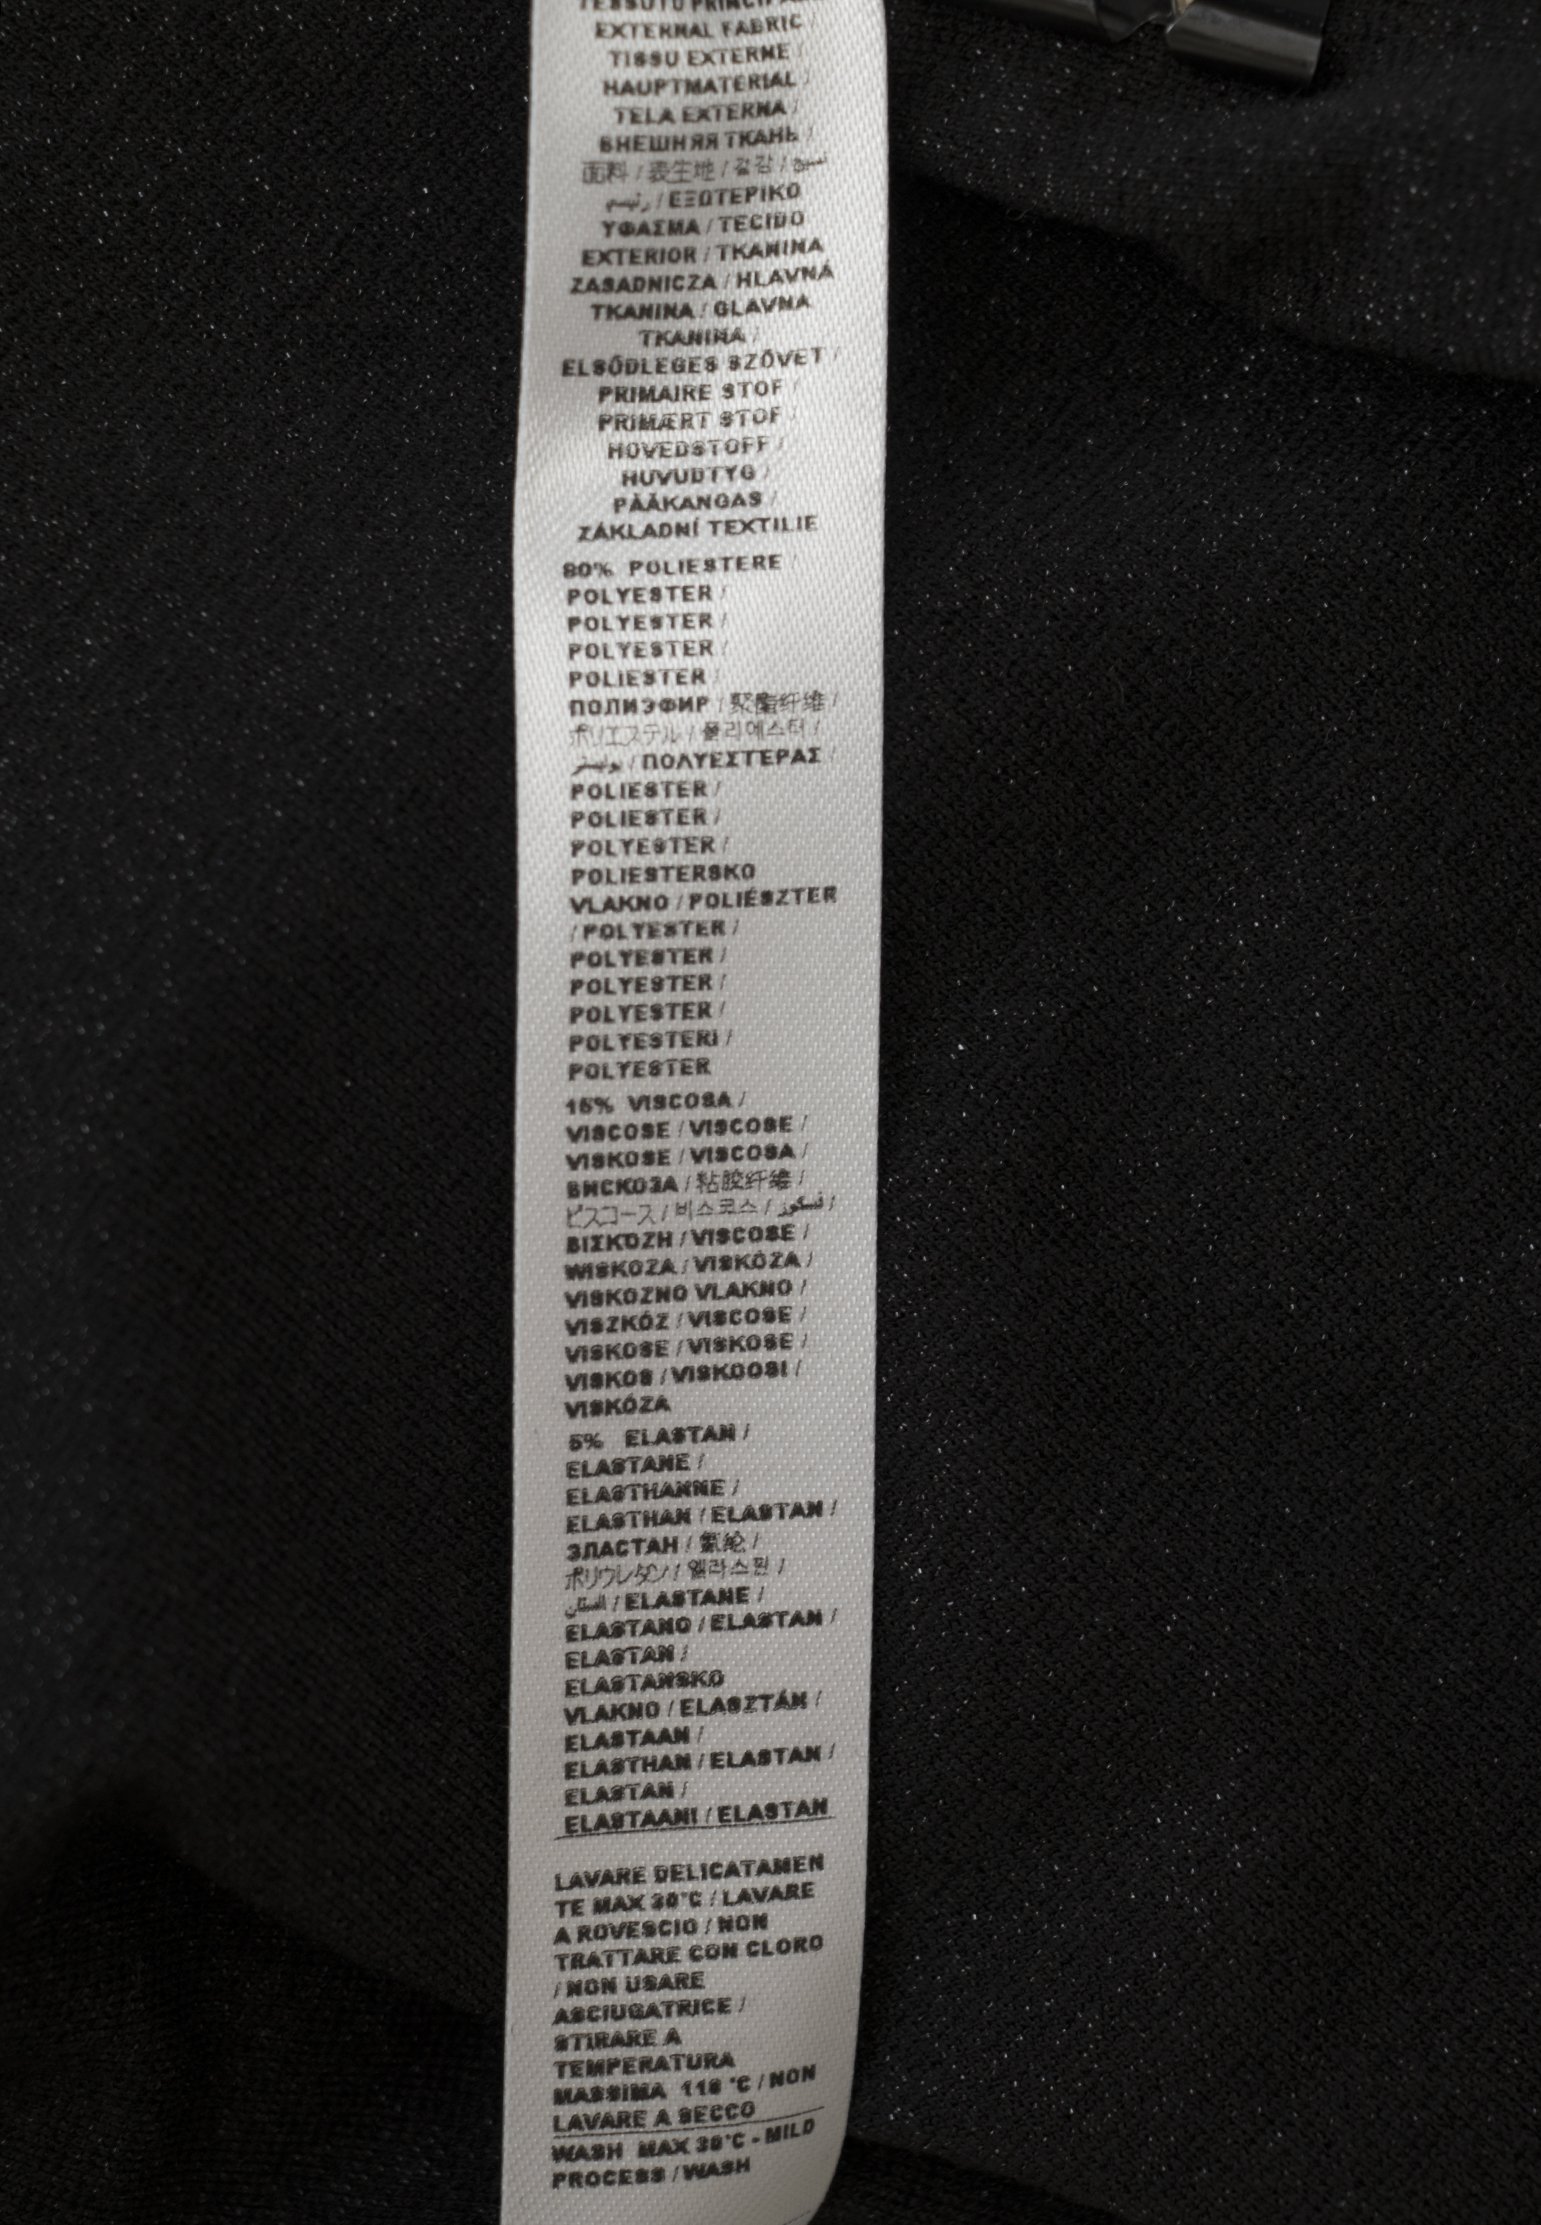 TESSUTO PRINCIPALE
EXTERNAL FABRIC /
TISSU EXTERNE /
HAUPTMATERIAL /
TELA EXTERNA /
ВНЕШНЯЯ ТКАНЬ /
面料 / 表生地 / 겉감 / نسيج
رئيسي / ΕΞΩΤΕΡΙΚΟ
ΥΦΑΣΜΑ / TECIDO
EXTERIOR / TKANINA
ZASADNICZA / HLAVNÁ
TKANINA / GLAVNA
TKANINA /
ELSŐDLEGES SZÖVET /
PRIMAIRE STOF /
PRIMÆRT STOF /
HOVEDSTOFF /
HUVUDTYG /
PÄÄKANGAS /
ZÁKLADNÍ TEXTILIE
80% POLIESTERE /
POLYESTER /
POLYESTER /
POLYESTER /
POLIESTER /
ПОЛИЭФИР / 聚酯纤维 /
ポリエステル / 폴리에스터 /
بوليستر / ΠΟΛΥΕΣΤΕΡΑΣ /
POLIESTER /
POLIESTER /
POLYESTER /
POLIESTERSKO
VLAKNO / POLIÉSZTER
/ POLYESTER /
POLYESTER /
POLYESTER /
POLYESTER /
POLYESTERI /
POLYESTER
15% VISCOSA /
VISCOSE / VISCOSE /
VISKOSE / VISCOSA /
ВИСКОЗА / 粘胶纤维 /
ビスコース / 비스코스 / فسكوز /
ΒΙΣΚΌΖΗ / VISCOSE /
WISKOZA / VISKÓZA /
VISKOZNO VLAKNO /
VISZKÓZ / VISCOSE /
VISKOSE / VISKOSE /
VISKOS / VISKOOSI /
VISKÓZA
5% ELASTAN /
ELASTANE /
ELASTHANNE /
ELASTHAN / ELASTAN /
ЭЛАСТАН / 氨纶 /
ポリウレタン / 엘라스틴 /
الاستان / ELASTANE /
ELASTANO / ELASTAN /
ELASTAN /
ELASTANSKO
VLAKNO / ELASZTÁN /
ELASTAAN /
ELASTHAN / ELASTAN /
ELASTAN /
ELASTAANI / ELASTAN
LAVARE DELICATAMEN
TE MAX 30°C / LAVARE
A ROVESCIO / NON
TRATTARE CON CLORO
/ NON USARE
ASCIUGATRICE /
STIRARE A
TEMPERATURA
MASSIMA 110 °C / NON
LAVARE A SECCO
WASH MAX 30°C - MILD
PROCESS / WASH